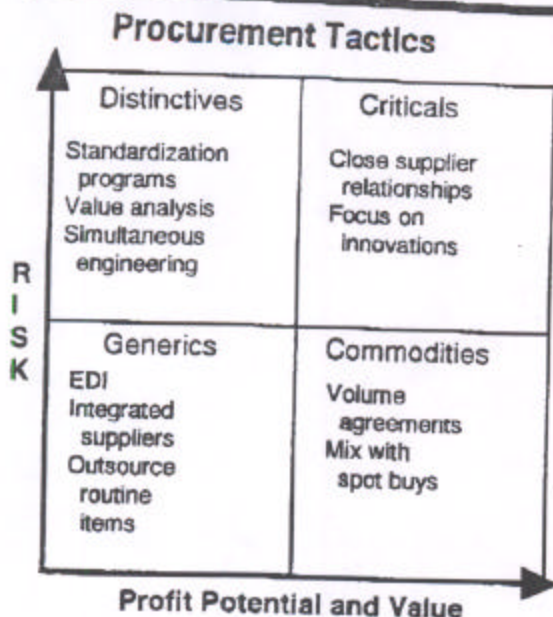 Procurement Tactics
Distinctives
Standardization
programs
Value analysis
Simultaneous
engineering
Criticals
Close supplier
relationships
Focus on
innovations
R
I
S
K
Generics
EDI
Integrated
suppliers
Outsource
routine
items
Commodities
Volume
agreements
Mix with
spot buys
Profit Potential and Value